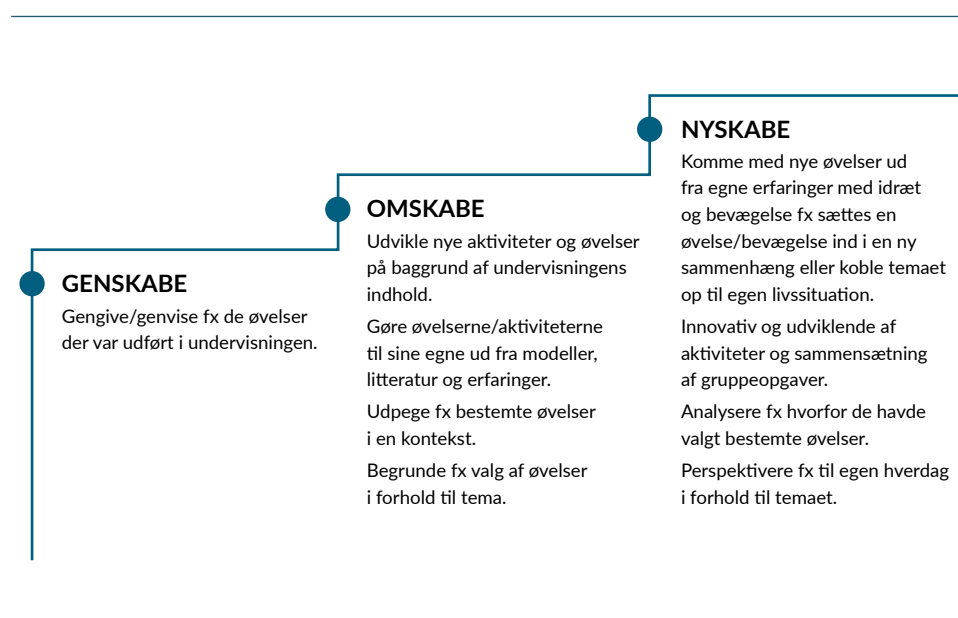 GENSKABE
Gengive/genvise fx de øvelser
der var udført i undervisningen.
OMSKABE
Udvikle nye aktiviteter og øvelser
på baggrund af undervisningens
indhold.
Gøre øvelserne/aktiviteterne
til sine egne ud fra modeller,
litteratur og erfaringer.
Udpege fx bestemte øvelser
i en kontekst.
Begrunde fx valg af øvelser
i forhold til tema.
NYSKABE
Komme med nye øvelser ud
fra egne erfaringer med idræt
og bevægelse fx sættes en
øvelse/bevægelse ind i en ny
sammenhæng eller koble temaet
op til egen livssituation.
Innovativ og udviklende af
aktiviteter og sammensætning
af gruppeopgaver.
Analysere fx hvorfor de havde
valgt bestemte øvelser.
Perspektivere fx til egen hverdag
i forhold til temaet.